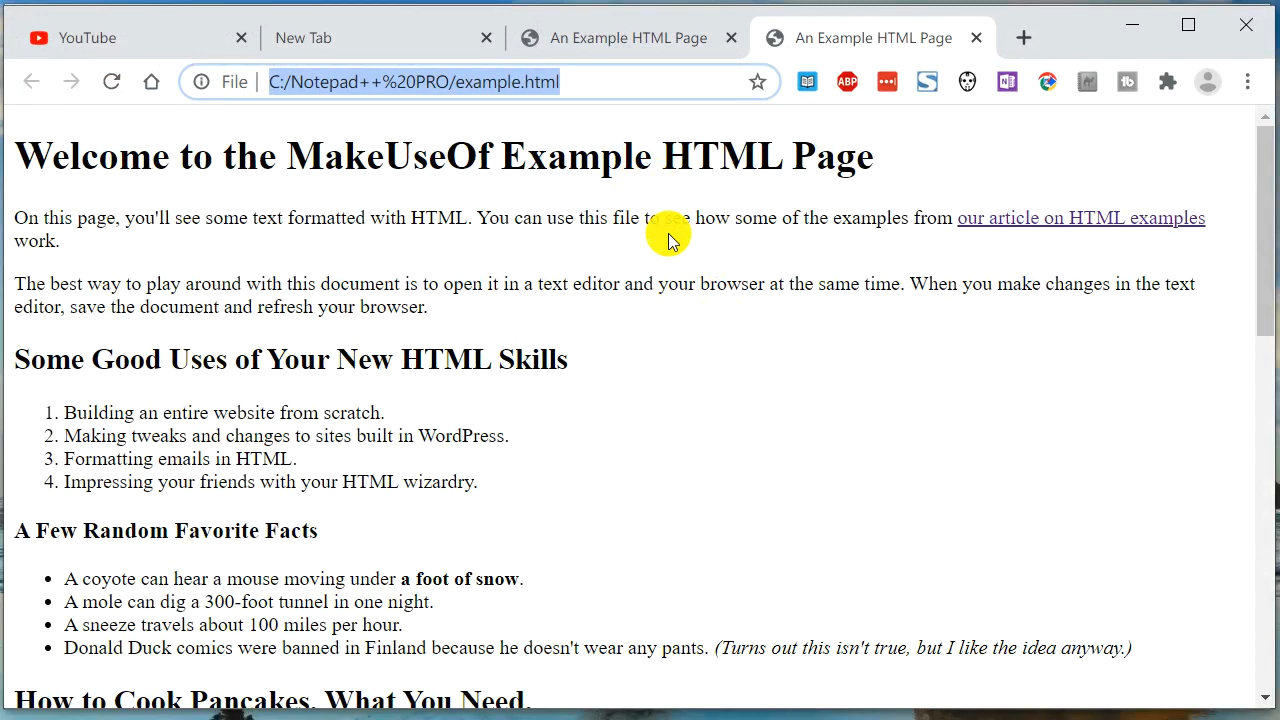 YouTube New Tab An Example HTML Page An Example HTML Page
File C:/Notepad++%20PRO/example.html ABP S N tb
Welcome to the MakeUseOf Example HTML Page
On this page, you'll see some text formatted with HTML. You can use this file to see how some of the examples from our article on HTML examples
work.
The best way to play around with this document is to open it in a text editor and your browser at the same time. When you make changes in the text
editor, save the document and refresh your browser.
Some Good Uses of Your New HTML Skills
1. Building an entire website from scratch.
2. Making tweaks and changes to sites built in WordPress.
3. Formatting emails in HTML.
4. Impressing your friends with your HTML wizardry.
A Few Random Favorite Facts
• A coyote can hear a mouse moving under a foot of snow.
• A mole can dig a 300-foot tunnel in one night.
• A sneeze travels about 100 miles per hour.
• Donald Duck comics were banned in Finland because he doesn't wear any pants. (Turns out this isn't true, but I like the idea anyway.)
How to Cook Pancakes. What You Need.